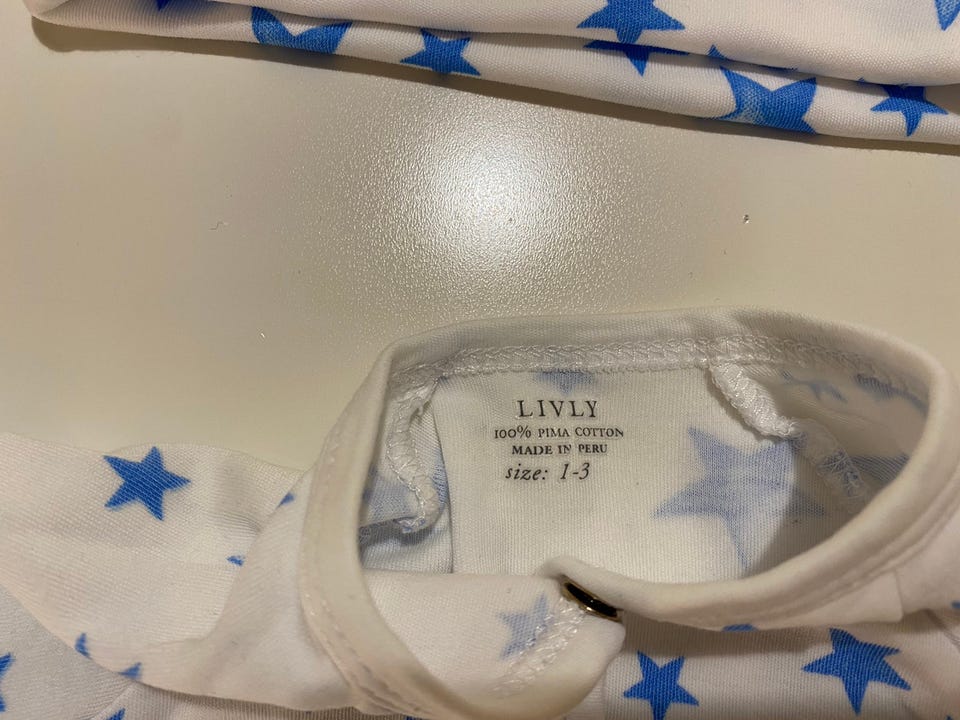 LIVLY
100% PIMA COTTON
MADE IN PERU
size: 1-3